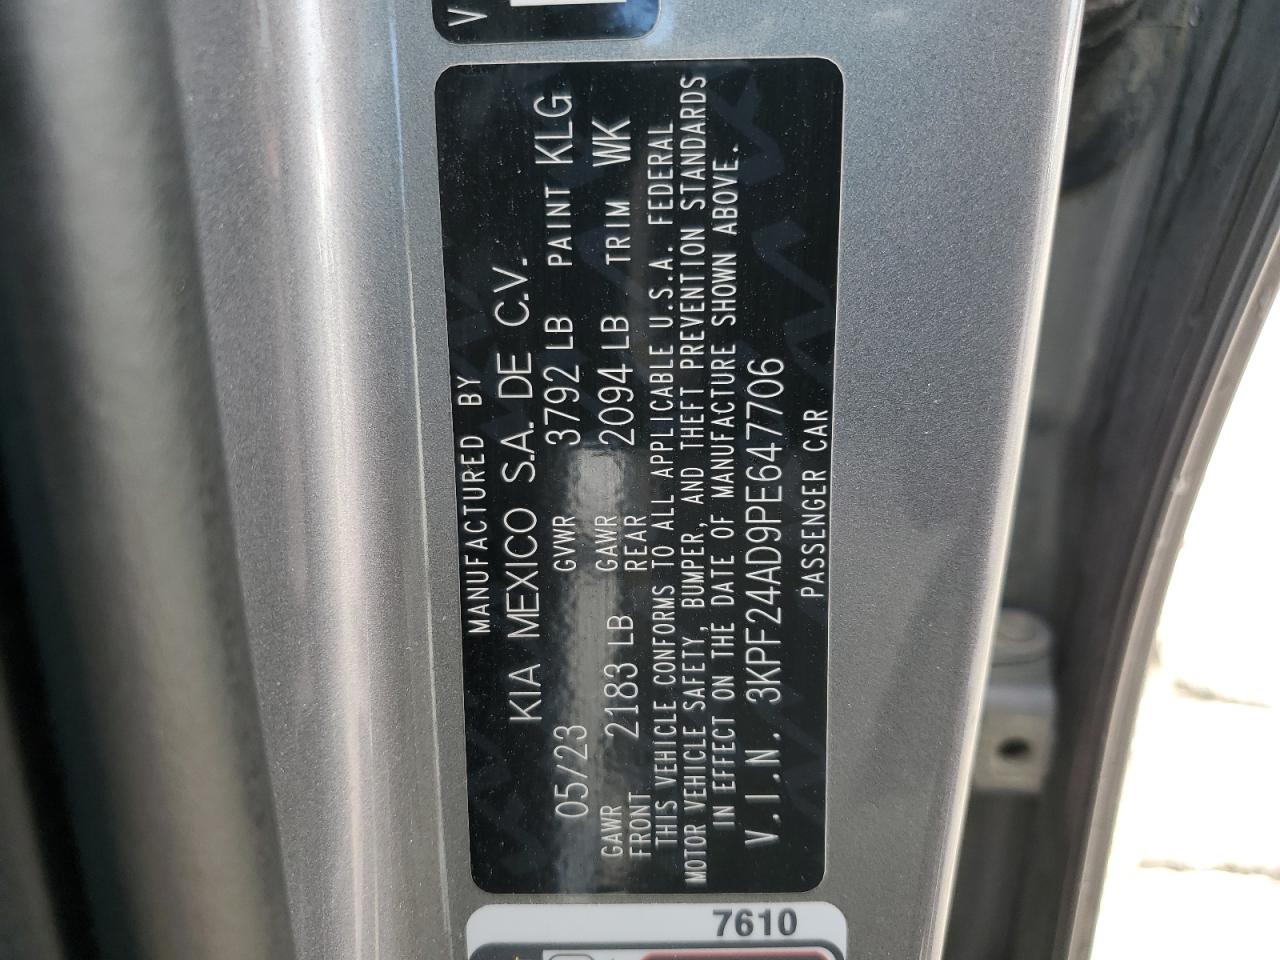 V
MANUFACTURED BY
KIA MEXICO S.A. DE C.V.
05/23 GVWR 3792 LB PAINT KLG
GAWR FRONT 2183 LB GAWR REAR 2094 LB TRIM WK
THIS VEHICLE CONFORMS TO ALL APPLICABLE U.S.A. FEDERAL
MOTOR VEHICLE SAFETY, BUMPER, AND THEFT PREVENTION STANDARDS
IN EFFECT ON THE DATE OF MANUFACTURE SHOWN ABOVE.
V.I.N. 3KPF24AD9PE647706
PASSENGER CAR
7610